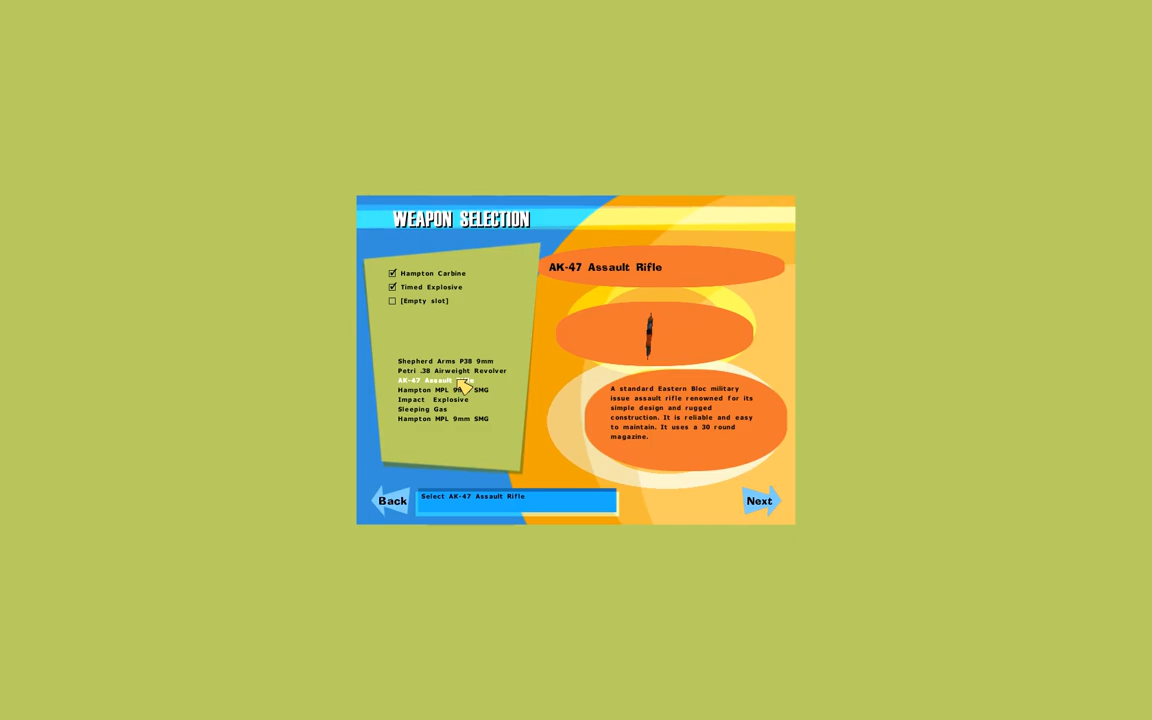 WEAPON SELECTION
Hampton Carbine
Timed Explosive
[Empty slot]
Shepherd Arms P38 9mm
Petri .38 Airweight Revolver
AK-47 Assault
Hampton MPL SMG
Impact Explosive
Sleeping Gas
Hampton MPL 9mm SMG
AK-47 Assault Rifle
A standard Eastern Bloc military
issue assault rifle renowned for its
simple design and rugged
construction. It is reliable and easy
to maintain. It uses a 30 round
magazine.
Back
Select AK-47 Assault Rifle
Next